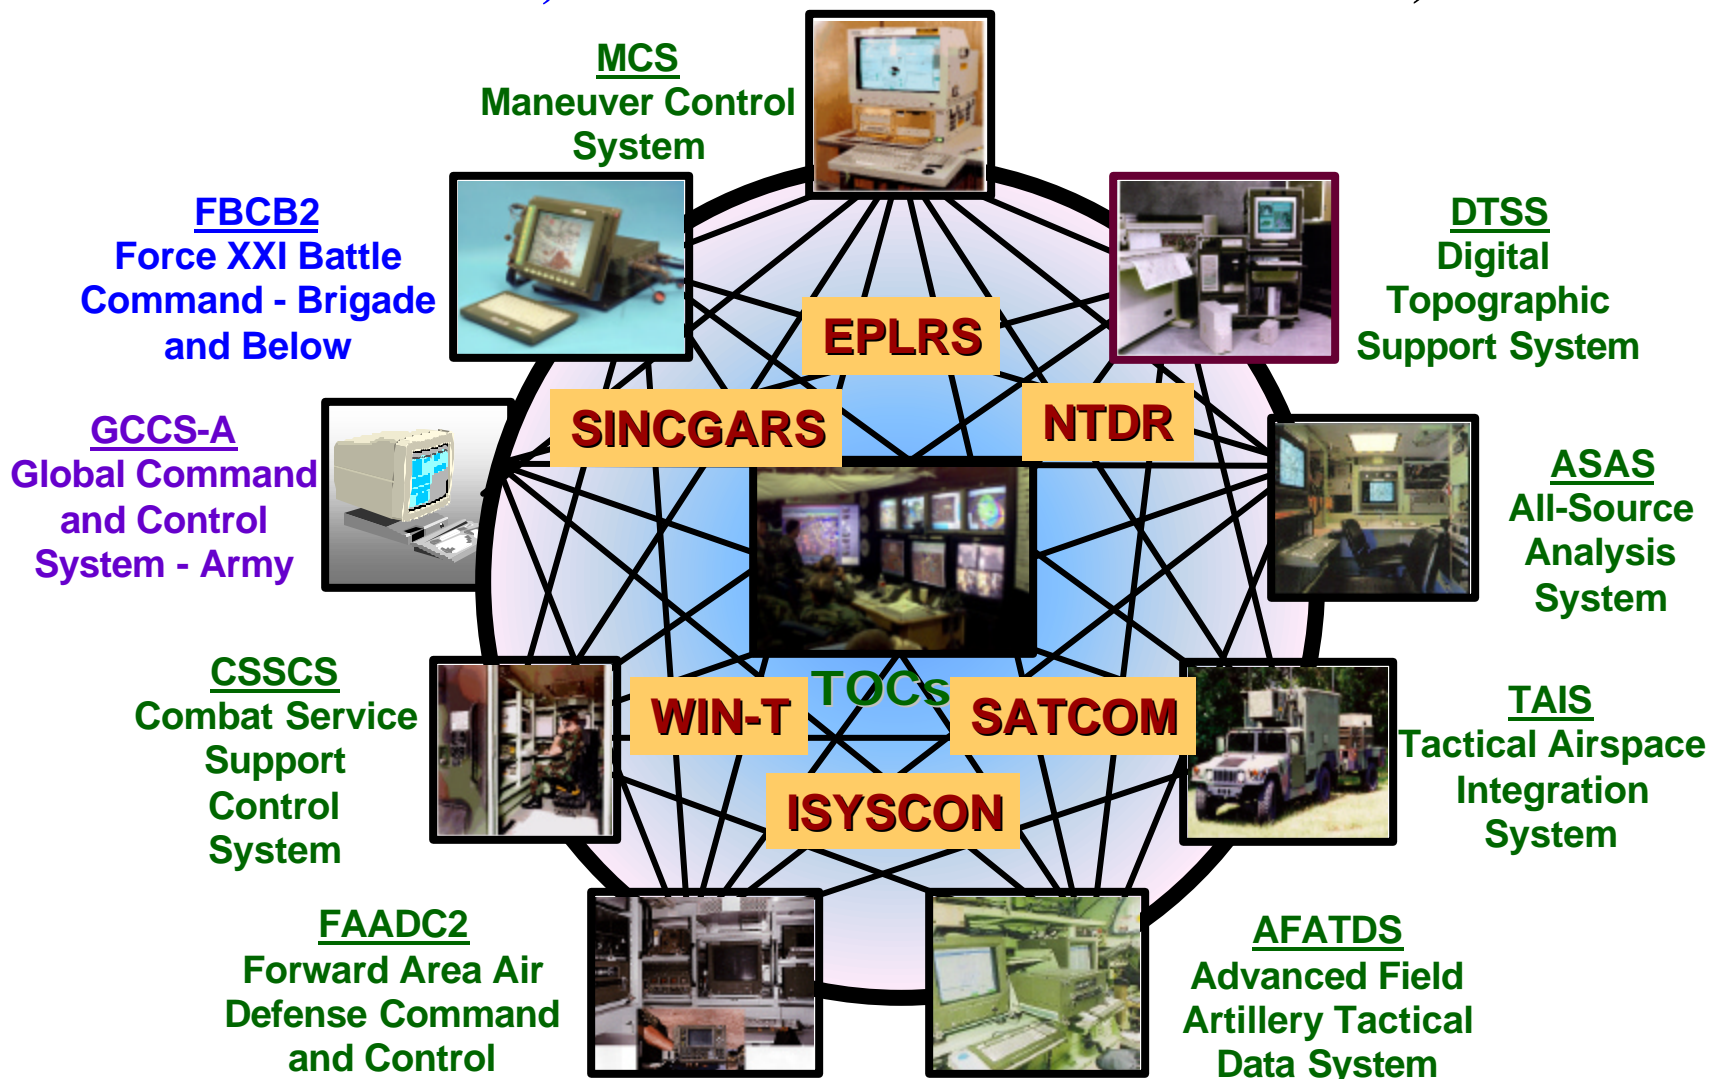 MCS
Maneuver Control
System
FBCB2
Force XXI Battle
Command - Brigade
and Below
DTSS
Digital
Topographic
Support System
EPLRS
SINCGARS
NTDR
GCCS-A
Global Command
and Control
System - Army
ASAS
All-Source
Analysis
System
CSSCS
Combat Service
Support
Control
System
TOCs
WIN-T
SATCOM
ISYSCON
TAIS
Tactical Airspace
Integration
System
FAADC2
Forward Area Air
Defense Command
and Control
AFATDS
Advanced Field
Artillery Tactical
Data System